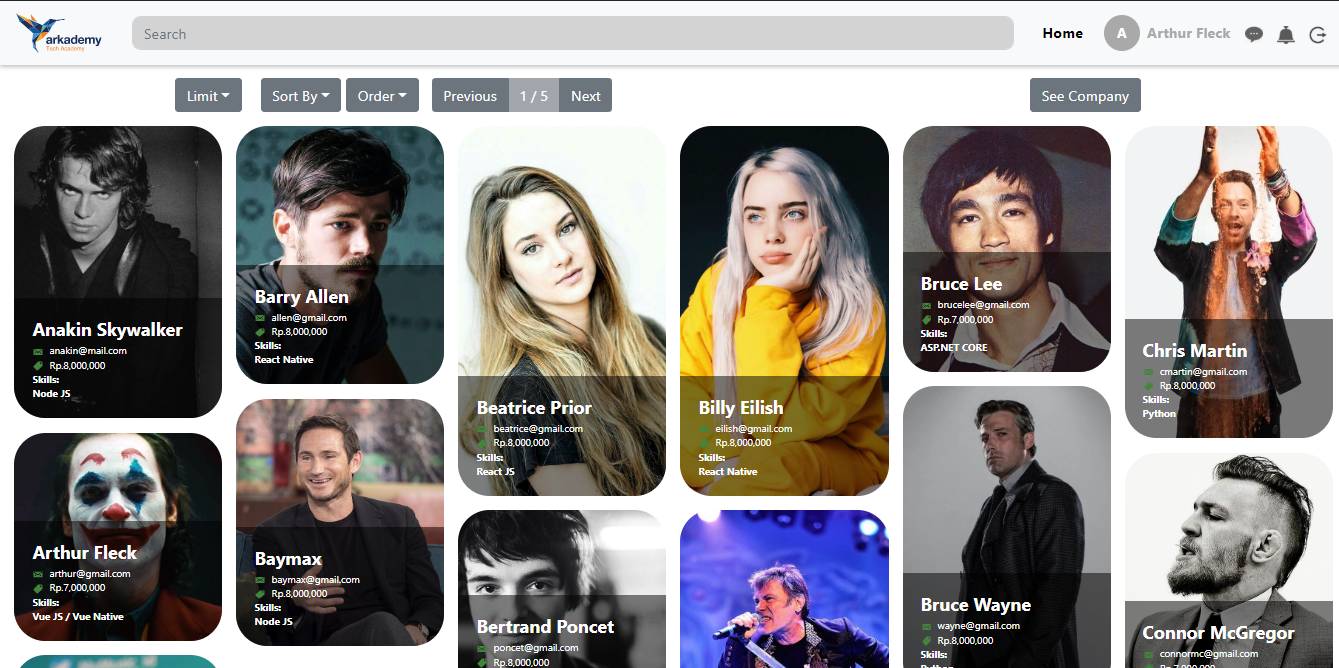 arkademy
Tech Academy
Search
Home
A
Arthur Fleck
Limit
Sort By
Order
Previous
1 / 5
Next
See Company
Anakin Skywalker
anakin@mail.com
Rp.8,000,000
Skills:
Node JS
Barry Allen
allen@gmail.com
Rp.8,000,000
Skills:
React Native
Beatrice Prior
beatrice@gmail.com
Rp.8,000,000
Skills:
React JS
Billy Eilish
eilish@gmail.com
Rp.8,000,000
Skills:
React Native
Bruce Lee
brucelee@gmail.com
Rp.7,000,000
Skills:
ASP.NET CORE
Chris Martin
cmartin@gmail.com
Rp.8,000,000
Skills:
Python
Arthur Fleck
arthur@gmail.com
Rp.7,000,000
Skills:
Vue JS / Vue Native
Baymax
baymax@gmail.com
Rp.8,000,000
Skills:
Node JS
Bertrand Poncet
poncet@gmail.com
Rp.8,000,000
Bruce Wayne
wayne@gmail.com
Rp.8,000,000
Skills:
Python
Connor McGregor
connormc@gmail.com
Rp.7,000,000